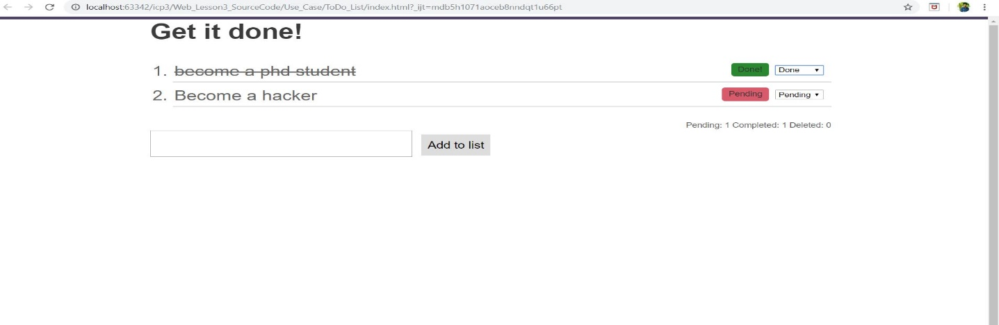 localhost:63342/icp3/Web_Lesson3_SourceCode/Use_Case/ToDo_List/index.html?_ijt=mdb5h1071aoceb8nndqt1u66pt
Get it done!
1. become a phd student Done! Done
2. Become a hacker Pending Pending
Pending: 1 Completed: 1 Deleted: 0
Add to list